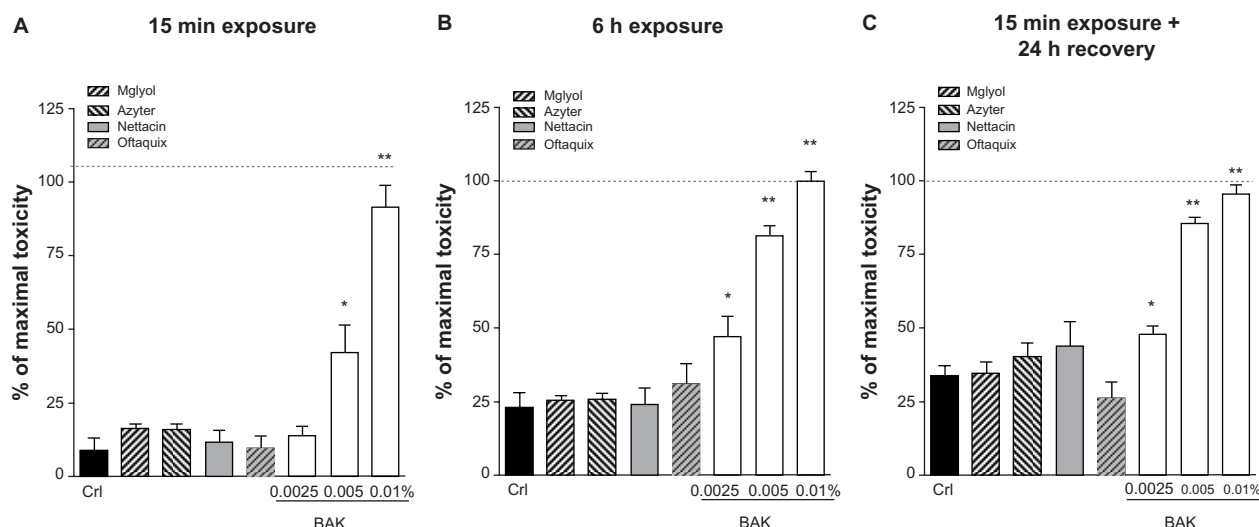 A
15 min exposure
Mglyol
Azyter
Nettacin
Oftaquix
% of maximal toxicity
125
100
75
50
25
0
**
*
Crl
0.0025 0.005 0.01%
BAK
B
6 h exposure
Mglyol
Azyter
Nettacin
Oftaquix
% of maximal toxicity
125
100
75
50
25
0
**
**
*
Crl
0.0025 0.005 0.01%
BAK
C
15 min exposure +
24 h recovery
Mglyol
Azyter
Nettacin
Oftaquix
% of maximal toxicity
125
100
75
50
25
0
**
**
*
Crl
0.0025 0.005 0.01%
BAK